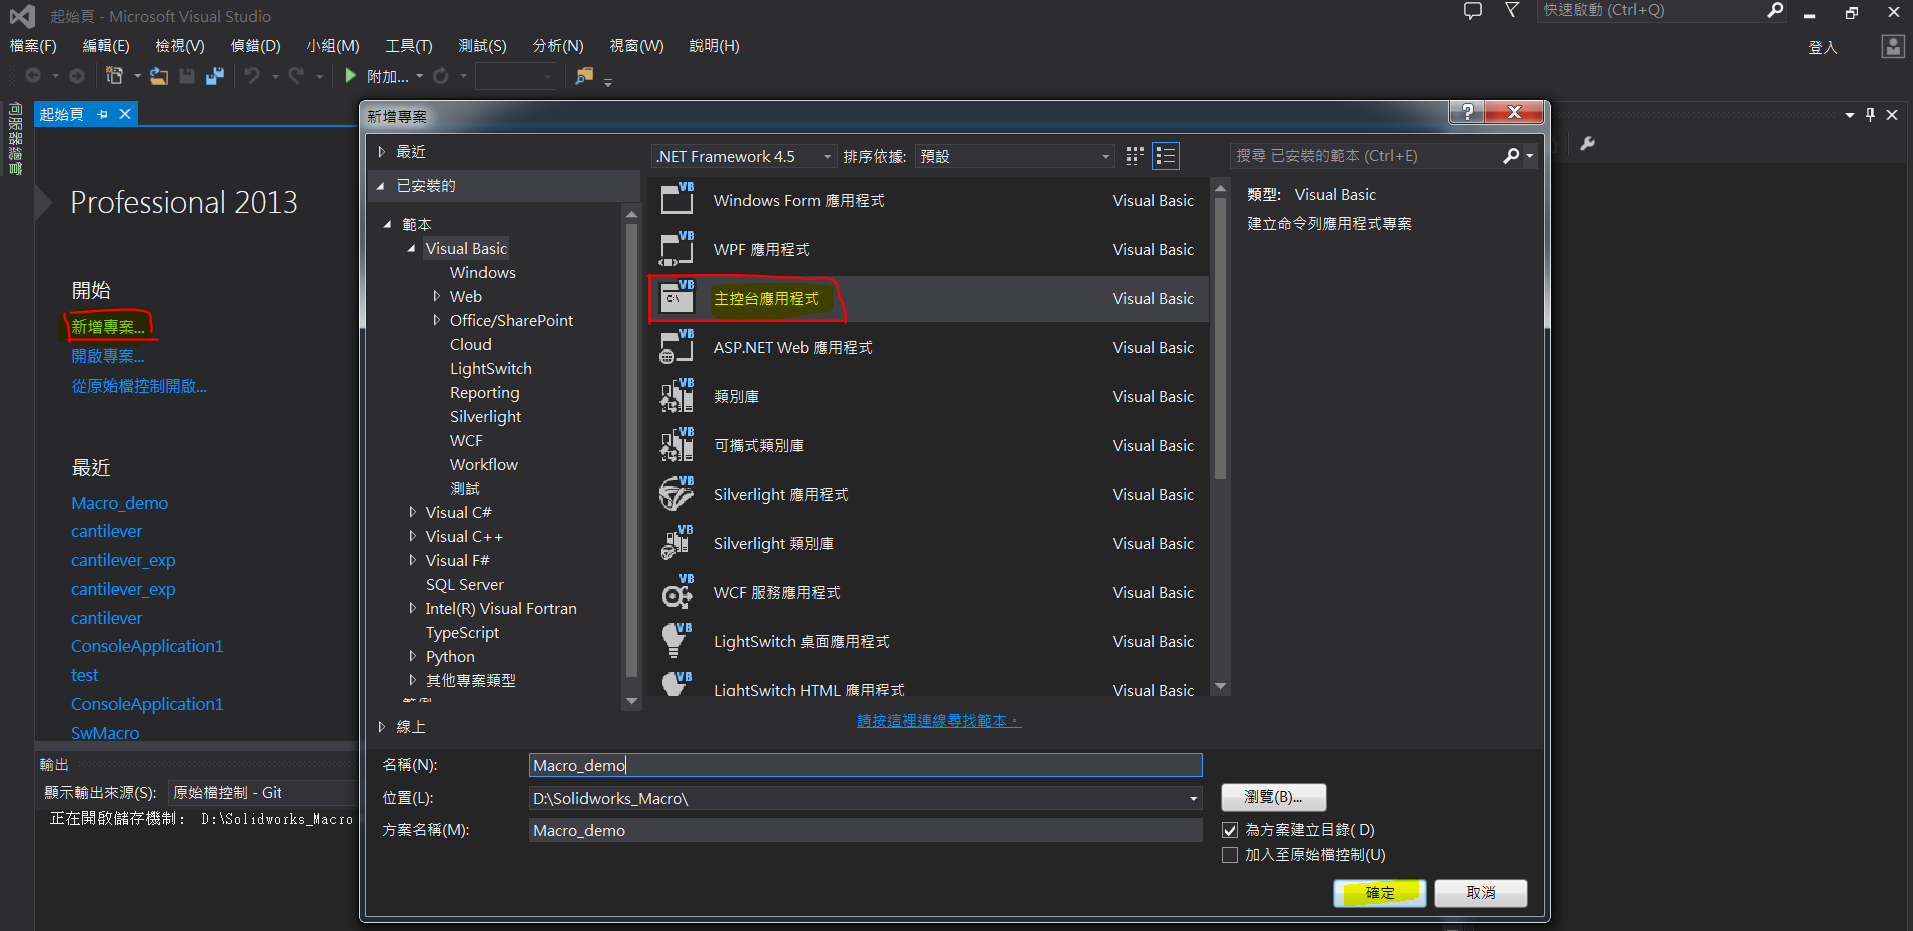 起始頁 - Microsoft Visual Studio
快速啟動 (Ctrl+Q)
檔案(F) 編輯(E) 檢視(V) 偵錯(D) 小組(M) 工具(T) 測試(S) 分析(N) 視窗(W) 說明(H)
登入
附加...
伺服器總管
起始頁
Professional 2013
開始
新增專案...
開啟專案...
從原始檔控制開啟...
最近
Macro_demo
cantilever
cantilever_exp
cantilever_exp
cantilever
ConsoleApplication1
test
ConsoleApplication1
SwMacro
輸出
顯示輸出來源(S): 原始檔控制 - Git
正在開啟儲存機制: D:\Solidworks_Macro
新增專案
?
最近
已安裝的
範本
Visual Basic
Windows
Web
Office/SharePoint
Cloud
LightSwitch
Reporting
Silverlight
WCF
Workflow
測試
Visual C#
Visual C++
Visual F#
SQL Server
Intel(R) Visual Fortran
TypeScript
Python
其他專案類型
範例
線上
.NET Framework 4.5 排序依據: 預設
VB Windows Form 應用程式 Visual Basic
VB WPF 應用程式 Visual Basic
VB C:\ 主控台應用程式 Visual Basic
VB ASP.NET Web 應用程式 Visual Basic
VB 類別庫 Visual Basic
VB 可攜式類別庫 Visual Basic
VB Silverlight 應用程式 Visual Basic
VB Silverlight 類別庫 Visual Basic
VB WCF 服務應用程式 Visual Basic
VB LightSwitch 桌面應用程式 Visual Basic
VB LightSwitch HTML 應用程式 Visual Basic
請按這裡連線尋找範本。
搜尋 已安裝的範本 (Ctrl+E)
類型: Visual Basic
建立命令列應用程式專案
名稱(N): Macro_demo
位置(L): D:\Solidworks_Macro\
瀏覽(B)...
方案名稱(M): Macro_demo
為方案建立目錄( D)
加入至原始檔控制(U)
確定 取消